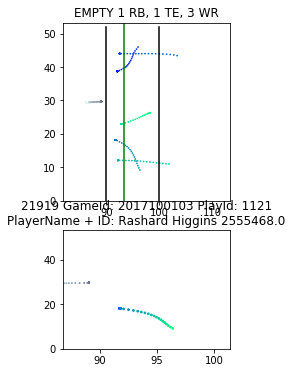 EMPTY 1 RB, 1 TE, 3 WR
50
40
30
20
10
0
90 100 110
21919 GameId: 2017100103 PlayId: 1121
PlayerName + ID: Rashard Higgins 2555468.0
40
20
0
90 95 100